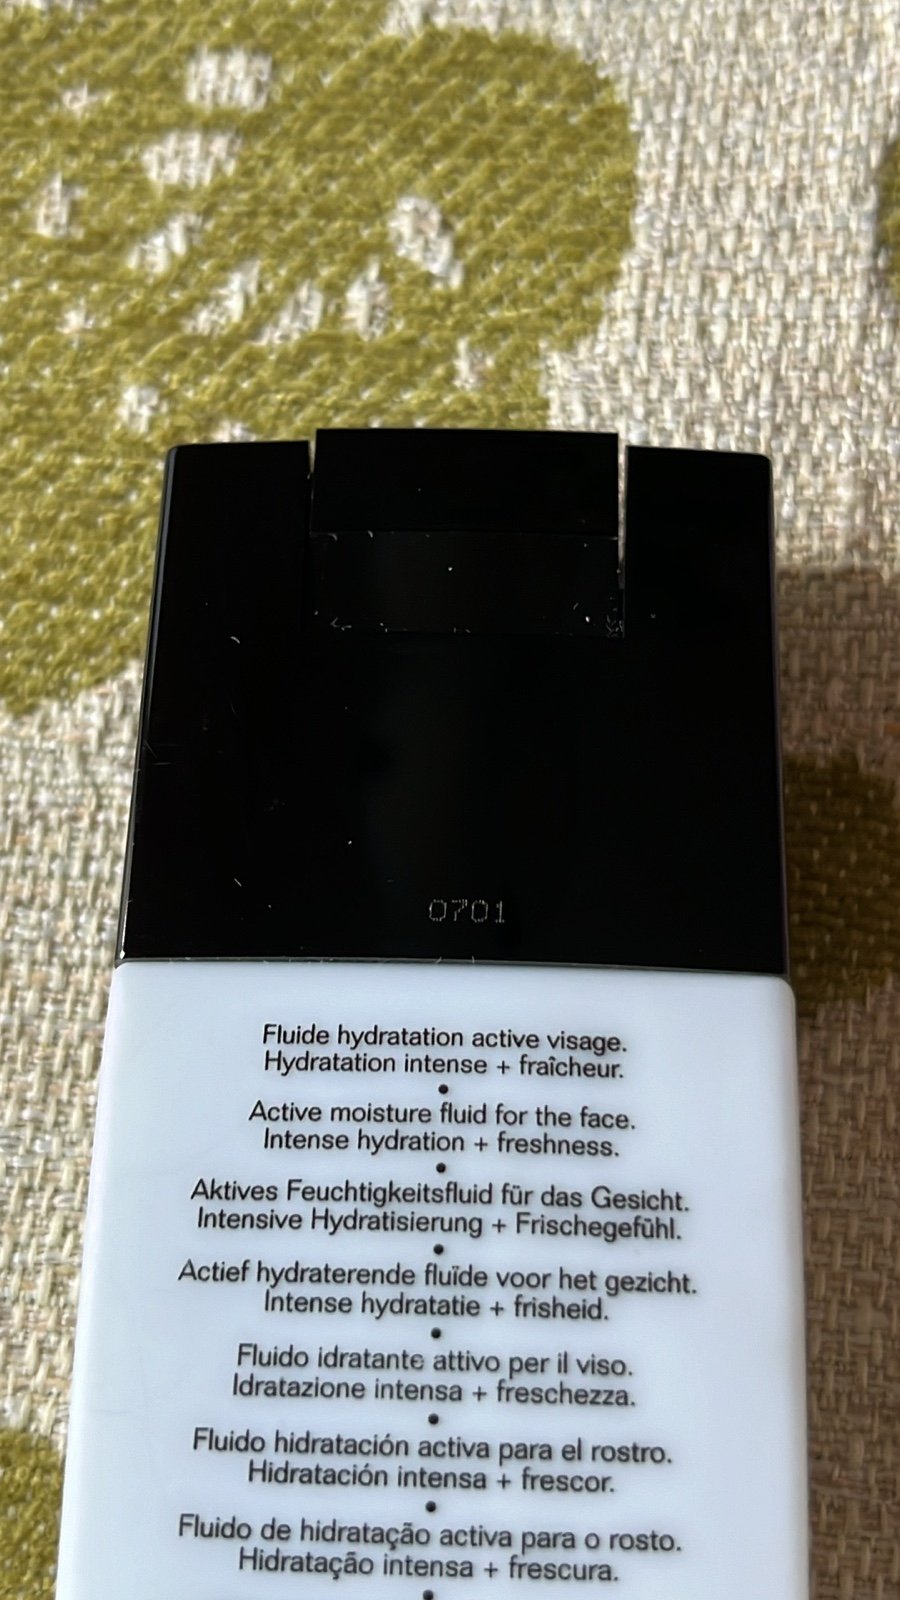 0701
Fluide hydratation active visage.
Hydratation intense + fraîcheur.
•
Active moisture fluid for the face.
Intense hydration + freshness.
•
Aktives Feuchtigkeitsfluid für das Gesicht.
Intensive Hydratisierung + Frischegefühl.
•
Actief hydraterende fluïde voor het gezicht.
Intense hydratatie + frisheid.
•
Fluido idratante attivo per il viso.
Idratazione intensa + freschezza.
•
Fluido hidratación activa para el rostro.
Hidratación intensa + frescor.
•
Fluido de hidratação activa para o rosto.
Hidratação intensa + frescura.
•